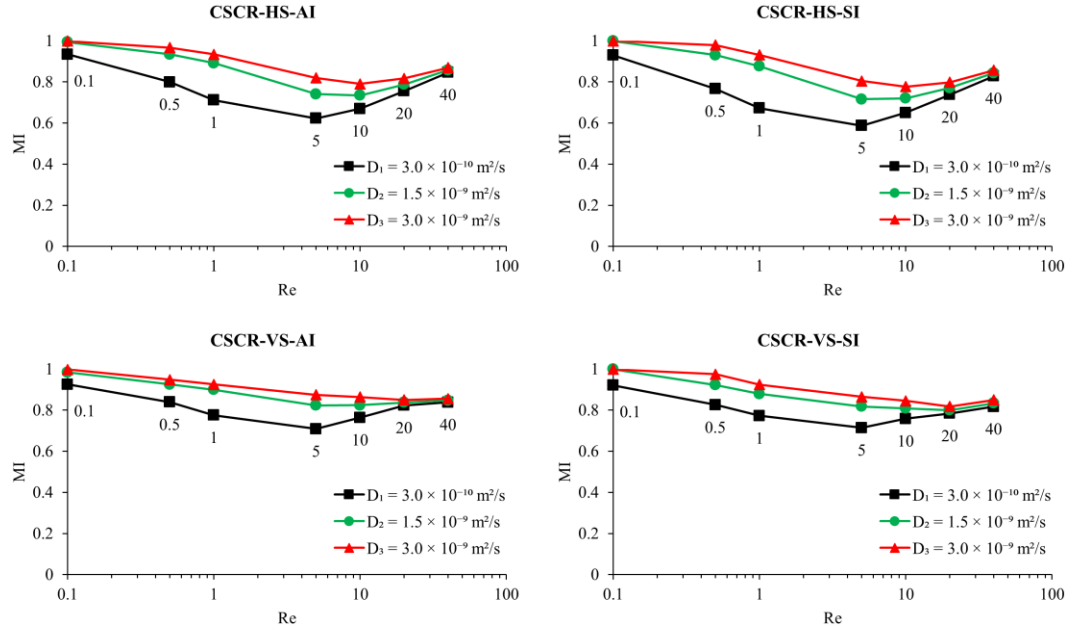 CSCR-HS-AI
1
0.8
0.6
0.4
0.2
0
MI
0.1
0.5
1
5
10
20
40
D₁ = 3.0 × 10⁻¹⁰ m²/s
D₂ = 1.5 × 10⁻⁹ m²/s
D₃ = 3.0 × 10⁻⁹ m²/s
0.1
1
10
100
Re
CSCR-HS-SI
1
0.8
0.6
0.4
0.2
0
MI
0.1
0.5
1
5
10
20
40
D₁ = 3.0 × 10⁻¹⁰ m²/s
D₂ = 1.5 × 10⁻⁹ m²/s
D₃ = 3.0 × 10⁻⁹ m²/s
0.1
1
10
100
Re
CSCR-VS-AI
1
0.8
0.6
0.4
0.2
0
MI
0.1
0.5
1
5
10
20
40
D₁ = 3.0 × 10⁻¹⁰ m²/s
D₂ = 1.5 × 10⁻⁹ m²/s
D₃ = 3.0 × 10⁻⁹ m²/s
0.1
1
10
100
Re
CSCR-VS-SI
1
0.8
0.6
0.4
0.2
0
MI
0.1
0.5
1
5
10
20
40
D₁ = 3.0 × 10⁻¹⁰ m²/s
D₂ = 1.5 × 10⁻⁹ m²/s
D₃ = 3.0 × 10⁻⁹ m²/s
0.1
1
10
100
Re